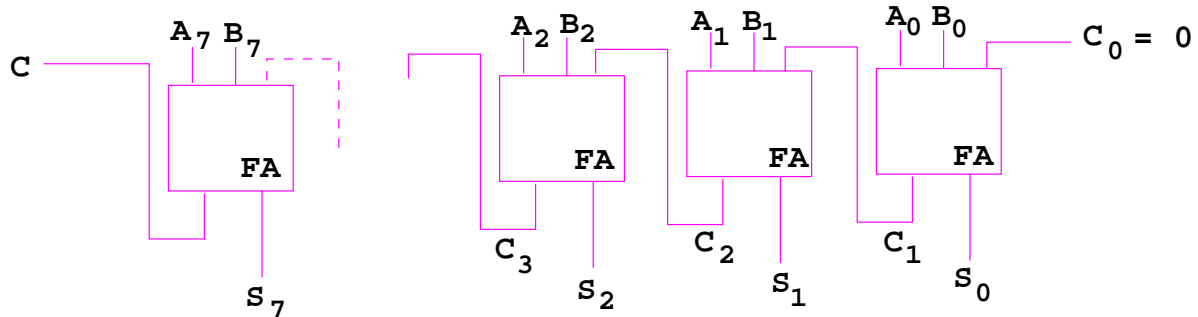 A7 B7 A2 B2 A1 B1 A0 B0 C0 = 0
C
FA FA FA FA
C3 C2 C1
S7 S2 S1 S0